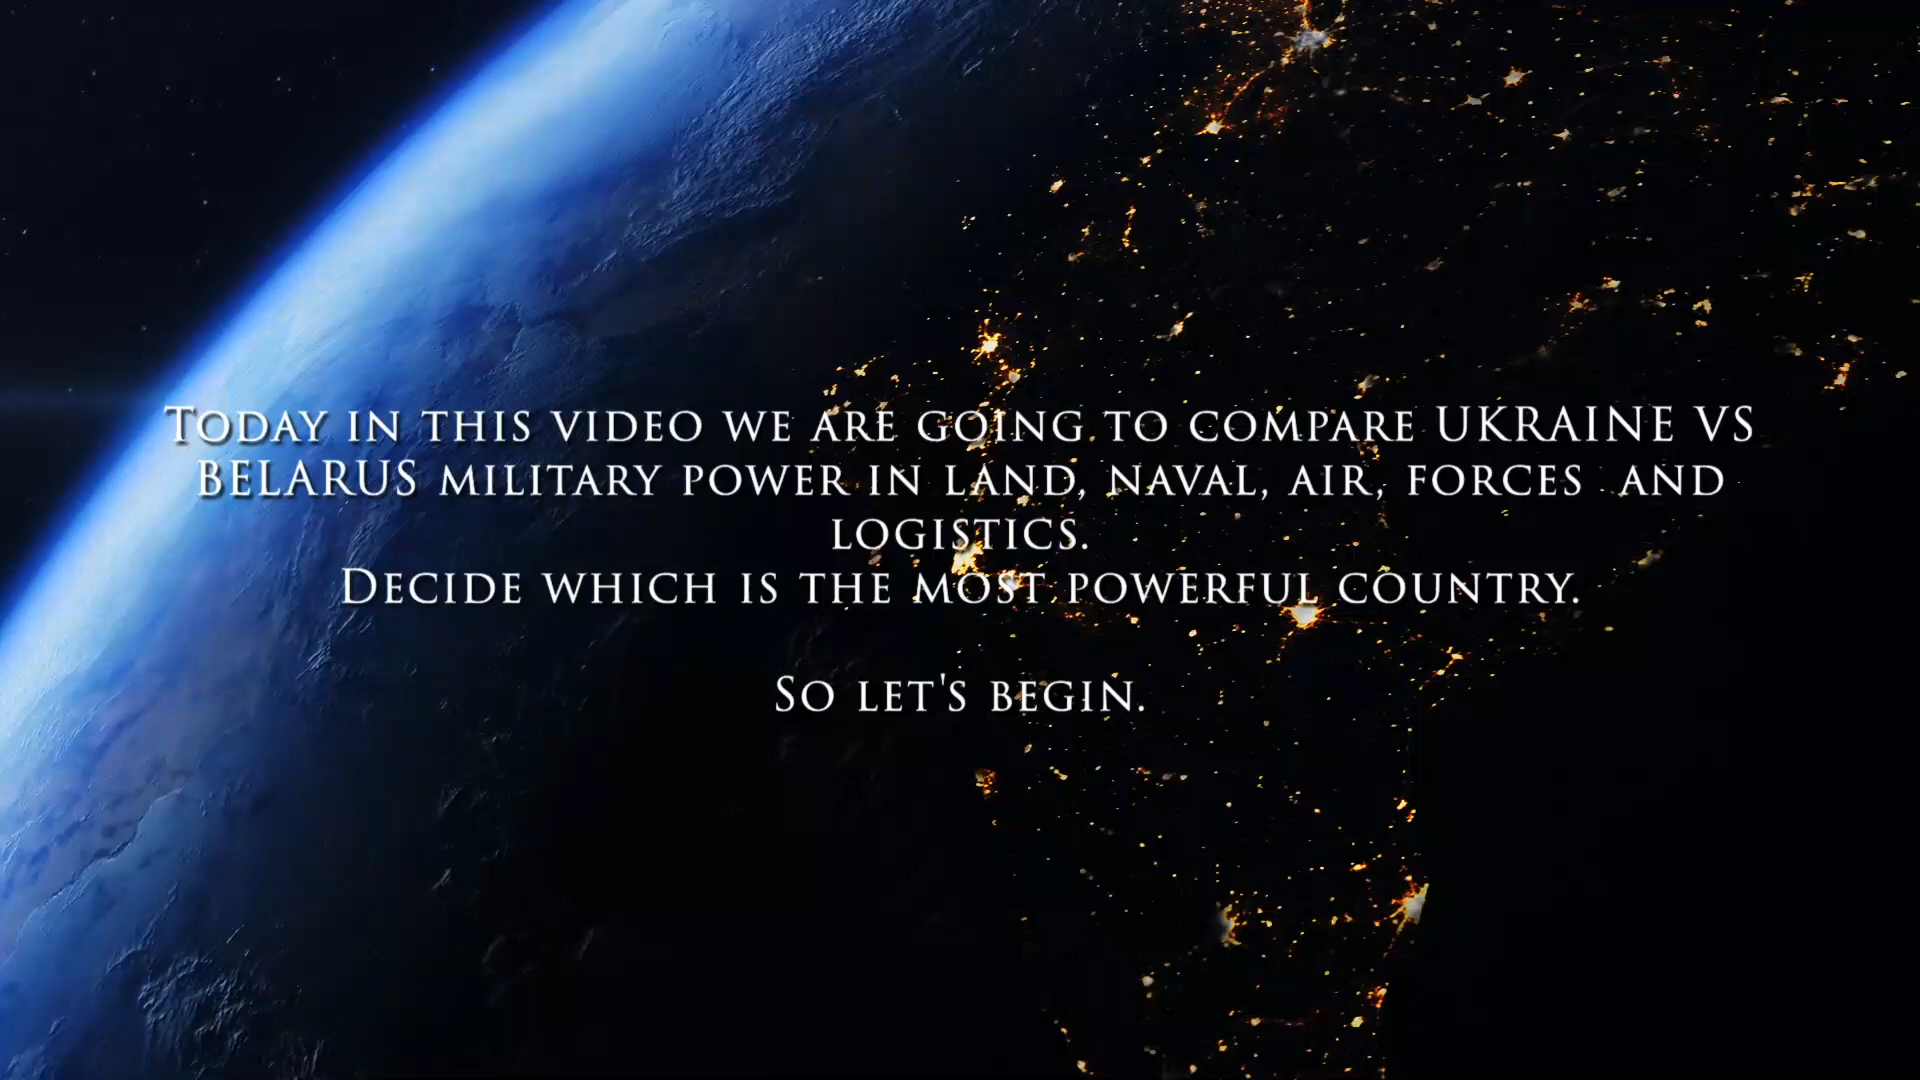 Today in this video we are going to compare UKRAINE VS
BELARUS military power in land, naval, air, forces and
logistics.
Decide which is the most powerful country.
So let's begin.